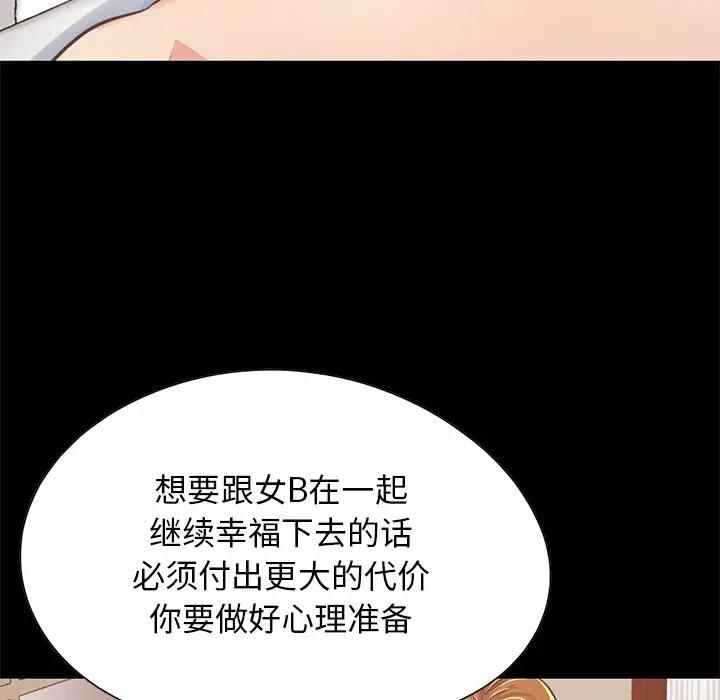 想要跟女B在一起
继续幸福下去的话
必须付出更大的代价
你要做好心理准备